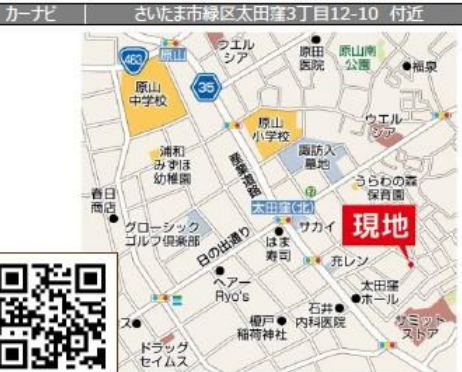 カーナビ さいたま市緑区太田窪3丁目12-10 付近
463
原山
ウエルシア
原田医院
原山南公園
福泉
原山中学校
35
原山小学校
ウエルシア
浦和みずほ幼稚園
諏訪入墓地
産業道路
うらわの森保育園
春日商店
太田窪(北)
サカイ
現地
グローシックゴルフ倶楽部
日の出通り
はま寿司
充レン
ヘアーRyo's
太田窪ホール
石井内科医院
榎戸稲荷神社
サミットストア
ドラッグセイムス